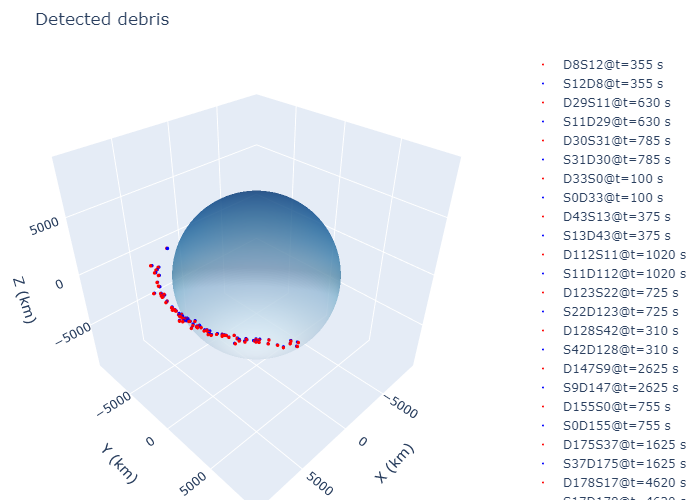 Detected debris
D8S12@t=355 s
S12D8@t=355 s
D29S11@t=630 s
S11D29@t=630 s
D30S31@t=785 s
S31D30@t=785 s
D33S0@t=100 s
S0D33@t=100 s
D43S13@t=375 s
S13D43@t=375 s
D112S11@t=1020 s
S11D112@t=1020 s
D123S22@t=725 s
S22D123@t=725 s
D128S42@t=310 s
S42D128@t=310 s
D147S9@t=2625 s
S9D147@t=2625 s
D155S0@t=755 s
S0D155@t=755 s
D175S37@t=1625 s
S37D175@t=1625 s
D178S17@t=4620 s
S17D178@t=4620 s
5000
0
−5000
Z (km)
−5000
0
5000
Y (km)
−5000
0
5000
X (km)